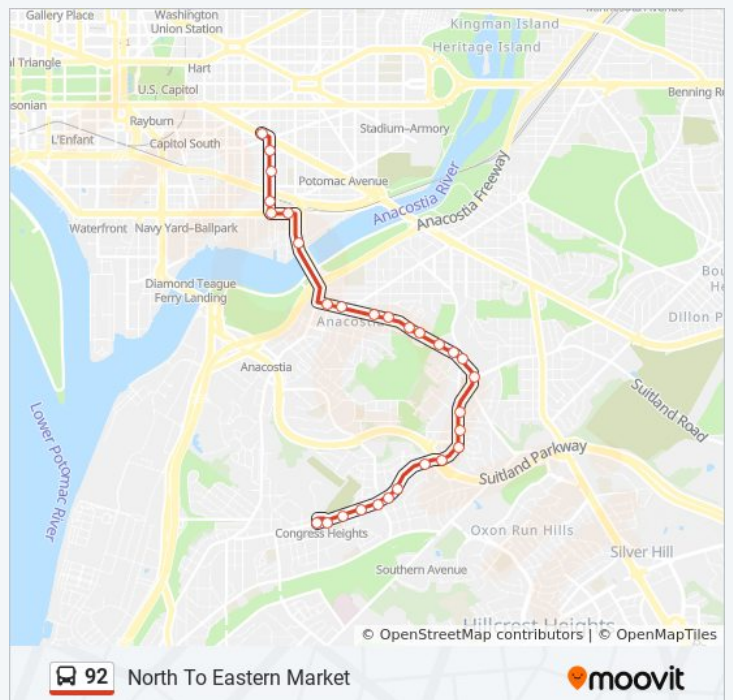 Gallery Place
Washington
Union Station
Kingman Island
Heritage Island
l Triangle
Hart
U.S. Capitol
Benning R
sonian
Rayburn
L'Enfant
Capitol South
Stadium–Armory
Potomac Avenue
Anacostia River
Anacostia Freeway
Waterfront
Navy Yard–Ballpark
Diamond Teague
Ferry Landing
Anacostia
Dillon P
Anacostia
Suitland Road
Lower Potomac River
Suitland Parkway
Congress Heights
Oxon Run Hills
Silver Hill
Southern Avenue
Hillcrest Heights
© OpenStreetMap contributors | © OpenMapTiles
92 North To Eastern Market
moovit